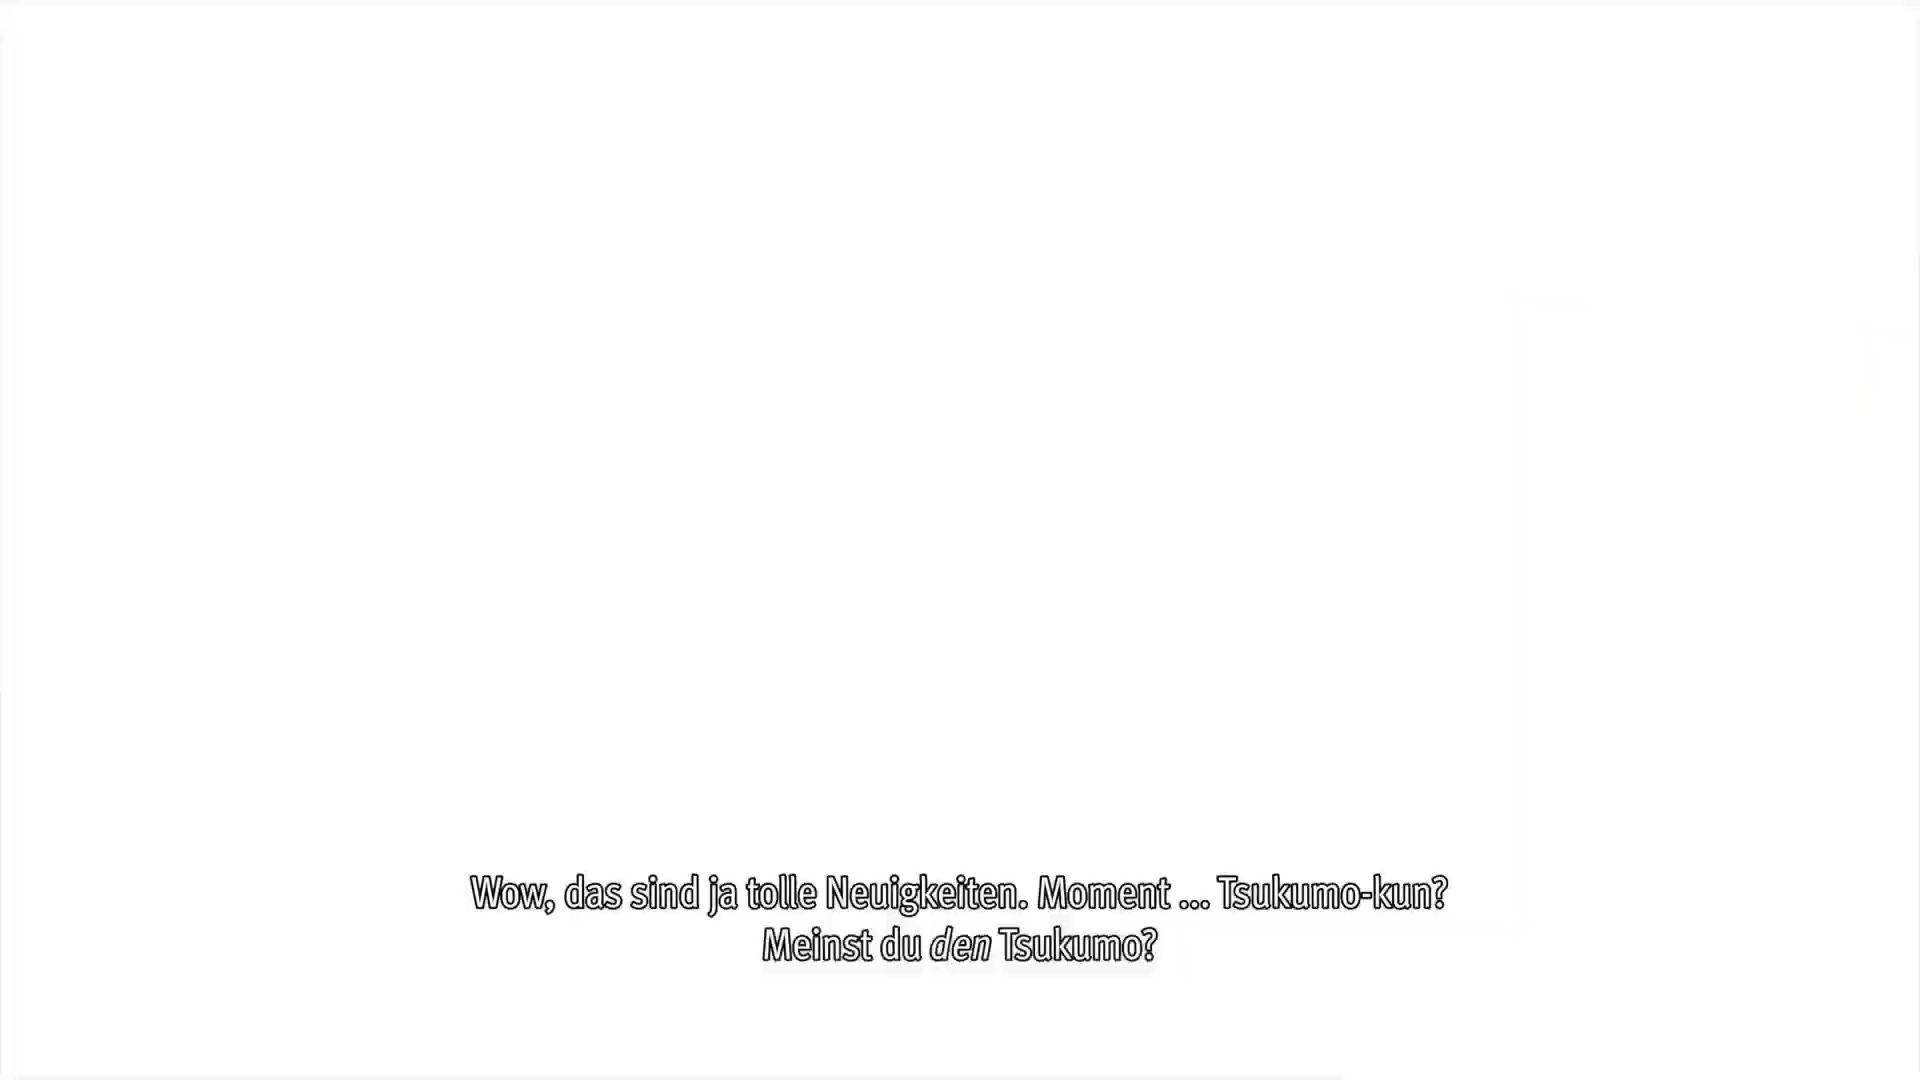 Wow, das sind ja tolle Neuigkeiten. Moment ... Tsukumo-kun?
Meinst du den Tsukumo?